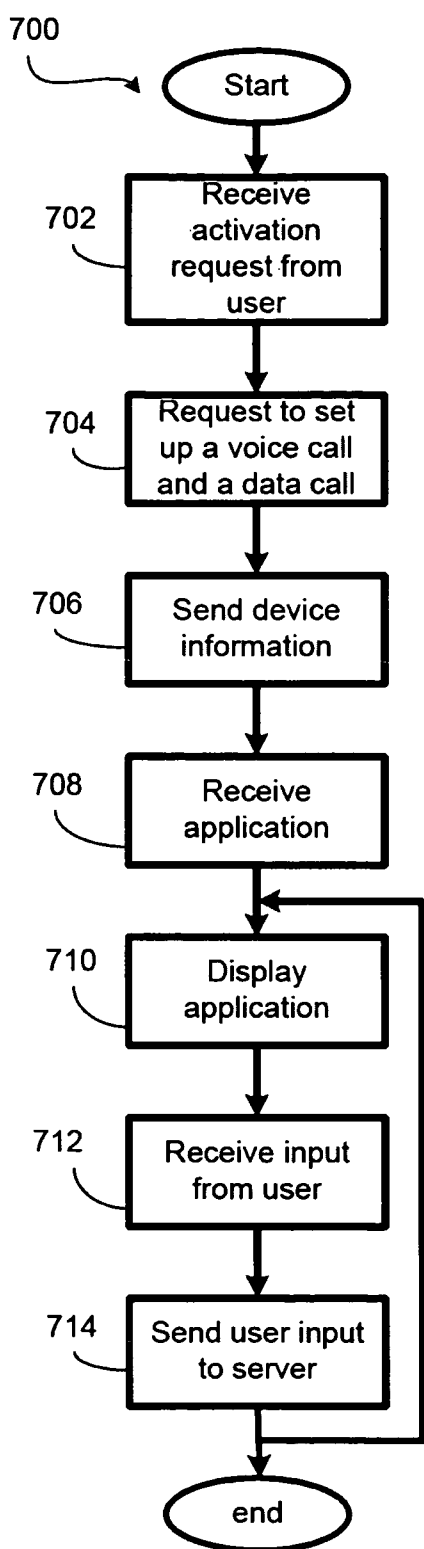 700
Start
702
Receive
activation
request from
user
704
Request to set
up a voice call
and a data call
706
Send device
information
708
Receive
application
710
Display
application
712
Receive input
from user
714
Send user input
to server
end